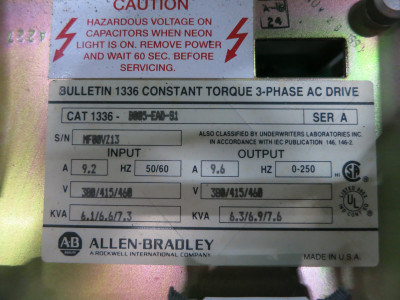 CAUTION
HAZARDOUS VOLTAGE ON
CAPACITORS WHEN NEON
LIGHT IS ON. REMOVE POWER
AND WAIT 60 SEC. BEFORE
SERVICING.
BULLETIN 1336 CONSTANT TORQUE 3-PHASE AC DRIVE
CAT 1336 - B005-EAD-S1 SER A
S/N MF00VZ13
ALSO CLASSIFIED BY UNDERWRITERS LABORATORIES INC.
IN ACCORDANCE WITH IEC PUBLICATION 146, 146-2.
INPUT OUTPUT
A 9.2 HZ 50/60 A 9.6 HZ 0-250
V 380/415/460 V 380/415/460
KVA 6.1/6.6/7.3 KVA 6.3/6.9/7.6
AB ALLEN-BRADLEY
A ROCKWELL INTERNATIONAL COMPANY
MADE IN U.S.A.